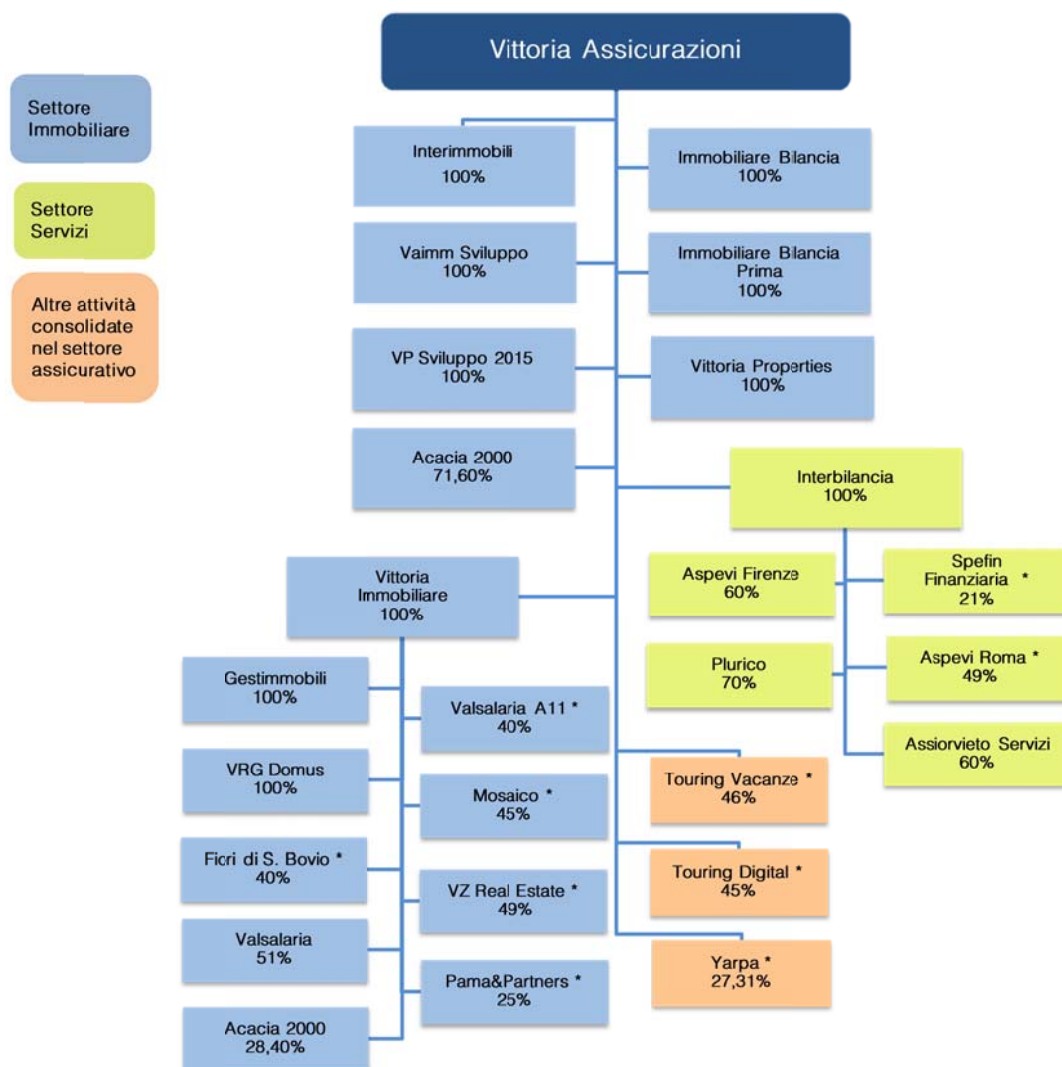 Vittoria Assicurazioni
Settore
Immobiliare
Settore
Servizi
Altre attività
consolidate
nel settore
assicurativo
Interimmobili
100%
Immobiliare Bilancia
100%
Vaimm Sviluppo
100%
Immobiliare Bilancia
Prima
100%
VP Sviluppo 2015
100%
Vittoria Properties
100%
Acacia 2000
71,60%
Interbilancia
100%
Aspevi Firenze
60%
Spefin
Finanziaria *
21%
Plurico
70%
Aspevi Roma *
49%
Assiorvieto Servizi
60%
Vittoria
Immobiliare
100%
Gestimmobili
100%
Valsalaria A11 *
40%
VRG Domus
100%
Mosaico *
45%
Fiori di S. Bovio *
40%
VZ Real Estate *
49%
Valsalaria
51%
Pama&Partners *
25%
Acacia 2000
28,40%
Touring Vacanze *
46%
Touring Digital *
45%
Yarpa *
27,31%